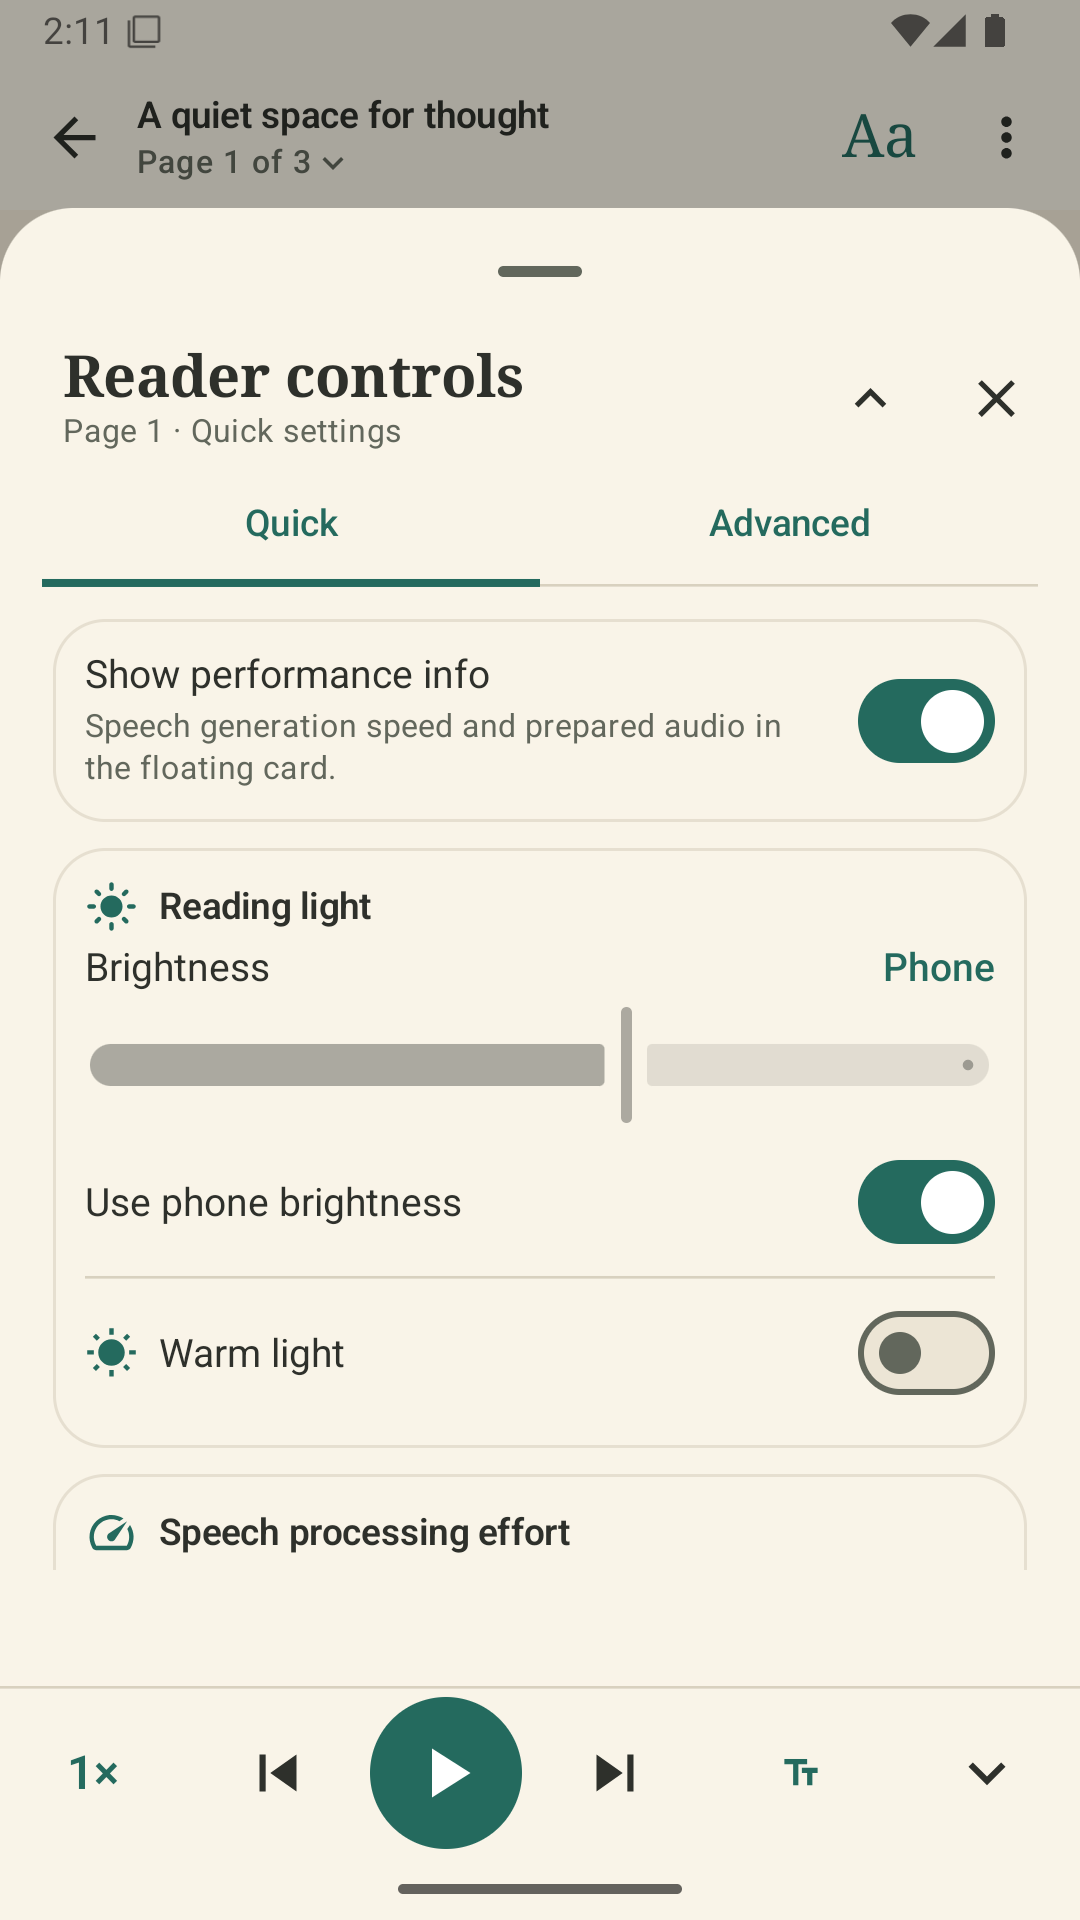 2:11
A quiet space for thought
Page 1 of 3
Aa
Reader controls
Page 1 · Quick settings
Quick
Advanced
Show performance info
Speech generation speed and prepared audio in
the floating card.
Reading light
Brightness
Phone
Use phone brightness
Warm light
Speech processing effort
1×
TT